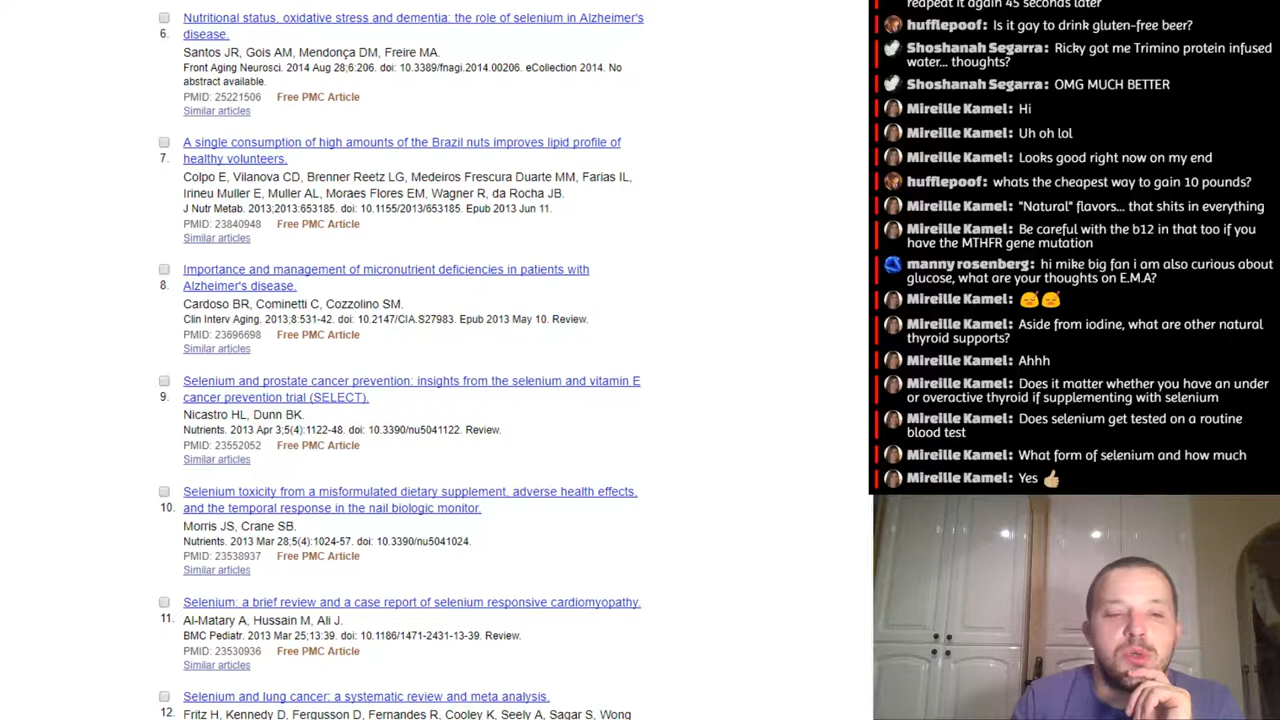 Nutritional status, oxidative stress and dementia: the role of selenium in Alzheimer's
6. disease.
Santos JR, Gois AM, Mendonça DM, Freire MA.
Front Aging Neurosci. 2014 Aug 28;6:206. doi: 10.3389/fnagi.2014.00206. eCollection 2014. No
abstract available.
PMID: 25221506 Free PMC Article
Similar articles
A single consumption of high amounts of the Brazil nuts improves lipid profile of
7. healthy volunteers.
Colpo E, Vilanova CD, Brenner Reetz LG, Medeiros Frescura Duarte MM, Farias IL,
Irineu Muller E, Muller AL, Moraes Flores EM, Wagner R, da Rocha JB.
J Nutr Metab. 2013;2013:653185. doi: 10.1155/2013/653185. Epub 2013 Jun 11.
PMID: 23840948 Free PMC Article
Similar articles
Importance and management of micronutrient deficiencies in patients with
8. Alzheimer's disease.
Cardoso BR, Cominetti C, Cozzolino SM.
Clin Interv Aging. 2013;8:531-42. doi: 10.2147/CIA.S27983. Epub 2013 May 10. Review.
PMID: 23696698 Free PMC Article
Similar articles
Selenium and prostate cancer prevention: insights from the selenium and vitamin E
9. cancer prevention trial (SELECT).
Nicastro HL, Dunn BK.
Nutrients. 2013 Apr 3;5(4):1122-48. doi: 10.3390/nu5041122. Review.
PMID: 23552052 Free PMC Article
Similar articles
Selenium toxicity from a misformulated dietary supplement, adverse health effects,
10. and the temporal response in the nail biologic monitor.
Morris JS, Crane SB.
Nutrients. 2013 Mar 28;5(4):1024-57. doi: 10.3390/nu5041024.
PMID: 23538937 Free PMC Article
Similar articles
Selenium: a brief review and a case report of selenium responsive cardiomyopathy.
11. Al-Matary A, Hussain M, Ali J.
BMC Pediatr. 2013 Mar 25;13:39. doi: 10.1186/1471-2431-13-39. Review.
PMID: 23530936 Free PMC Article
Similar articles
Selenium and lung cancer: a systematic review and meta analysis.
12. Fritz H, Kennedy D, Fergusson D, Fernandes R, Cooley K, Seely A, Sagar S, Wong
reapeat it again 45 seconds later
hufflepoof: Is it gay to drink gluten-free beer?
Shoshanah Segarra: Ricky got me Trimino protein infused
water... thoughts?
Shoshanah Segarra: OMG MUCH BETTER
Mireille Kamel: Hi
Mireille Kamel: Uh oh lol
Mireille Kamel: Looks good right now on my end
hufflepoof: whats the cheapest way to gain 10 pounds?
Mireille Kamel: "Natural" flavors... that shits in everything
Mireille Kamel: Be careful with the b12 in that too if you
have the MTHFR gene mutation
manny rosenberg: hi mike big fan i am also curious about
glucose, what are your thoughts on E.M.A?
Mireille Kamel:
Mireille Kamel: Aside from iodine, what are other natural
thyroid supports?
Mireille Kamel: Ahhh
Mireille Kamel: Does it matter whether you have an under
or overactive thyroid if supplementing with selenium
Mireille Kamel: Does selenium get tested on a routine
blood test
Mireille Kamel: What form of selenium and how much
Mireille Kamel: Yes